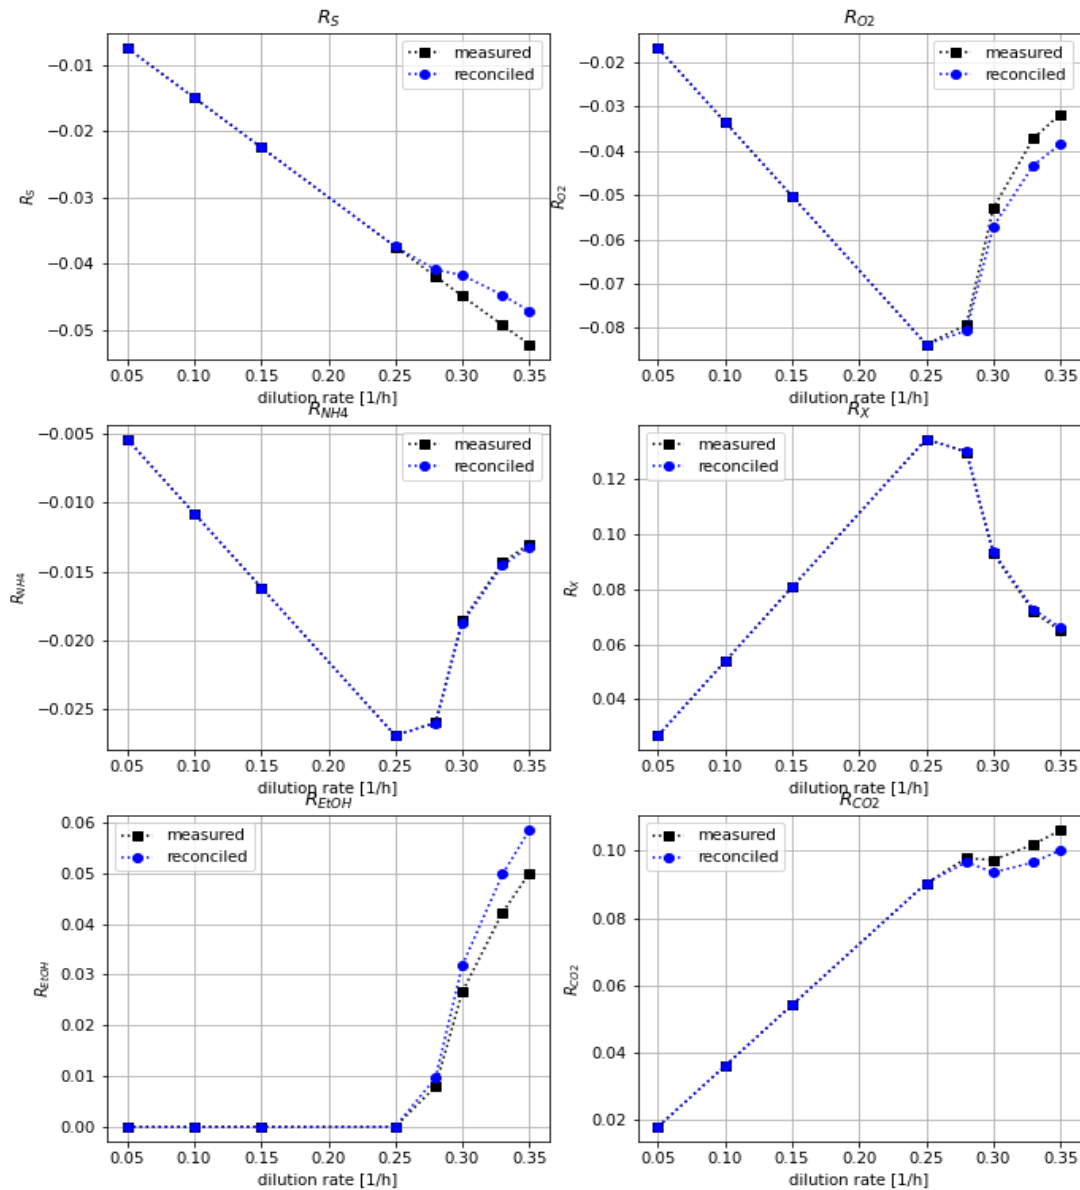 R_S
measured
reconciled
−0.01
−0.02
−0.03
−0.04
−0.05
R_S
0.05 0.10 0.15 0.20 0.25 0.30 0.35
dilution rate [1/h]
R_O2
measured
reconciled
−0.02
−0.03
−0.04
−0.05
−0.06
−0.07
−0.08
R_O2
0.05 0.10 0.15 0.20 0.25 0.30 0.35
dilution rate [1/h]
R_NH4
measured
reconciled
−0.005
−0.010
−0.015
−0.020
−0.025
R_NH4
0.05 0.10 0.15 0.20 0.25 0.30 0.35
dilution rate [1/h]
R_X
measured
reconciled
0.12
0.10
0.08
0.06
0.04
R_X
0.05 0.10 0.15 0.20 0.25 0.30 0.35
dilution rate [1/h]
R_EtOH
measured
reconciled
0.06
0.05
0.04
0.03
0.02
0.01
0.00
R_EtOH
0.05 0.10 0.15 0.20 0.25 0.30 0.35
dilution rate [1/h]
R_CO2
measured
reconciled
0.10
0.08
0.06
0.04
0.02
R_CO2
0.05 0.10 0.15 0.20 0.25 0.30 0.35
dilution rate [1/h]